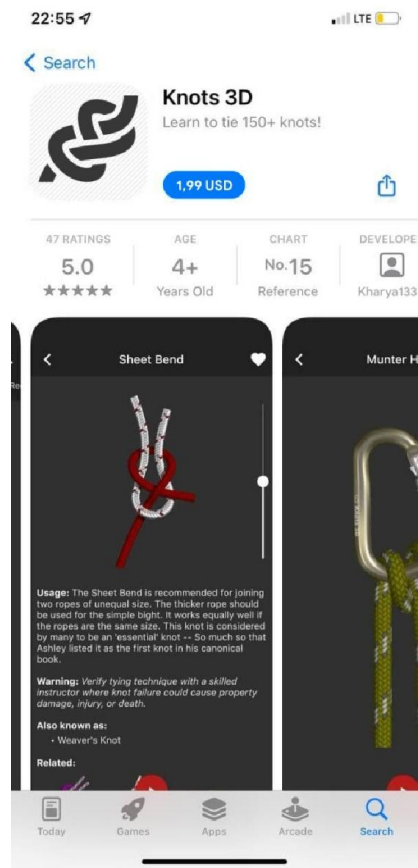 22:55
LTE
Search
Knots 3D
Learn to tie 150+ knots!
1,99 USD
47 RATINGS
5.0
AGE
4+
Years Old
CHART
No.15
Reference
DEVELOPE
Kharya133
Sheet Bend
Munter H
Usage: The Sheet Bend is recommended for joining
two ropes of unequal size. The thicker rope should
be used for the simple bight. It works equally well if
the ropes are the same size. This knot is considered
by many to be an 'essential' knot -- So much so that
Ashley listed it as the first knot in his canonical
book.
Warning: Verify tying technique with a skilled
instructor where knot failure could cause property
damage, injury, or death.
Also known as:
• Weaver's Knot
Related:
Today
Games
Apps
Arcade
Search